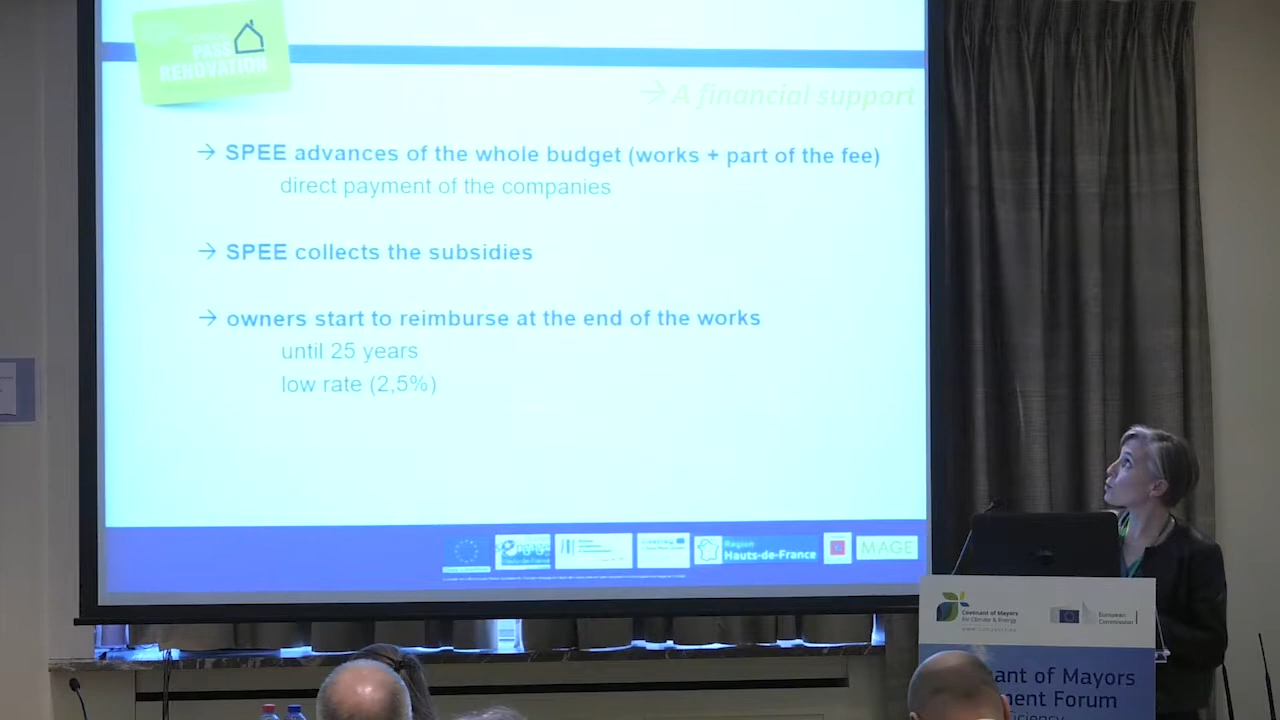 PASS
RENOVATION
→ A financial support
→ SPEE advances of the whole budget (works + part of the fee)
direct payment of the companies
→ SPEE collects the subsidies
→ owners start to reimburse at the end of the works
until 25 years
low rate (2,5%)
Région
Hauts-de-France
MAGE
Covenant of Mayors
for Climate & Energy
European
Commission
ant of Mayors
ent Forum
iciency